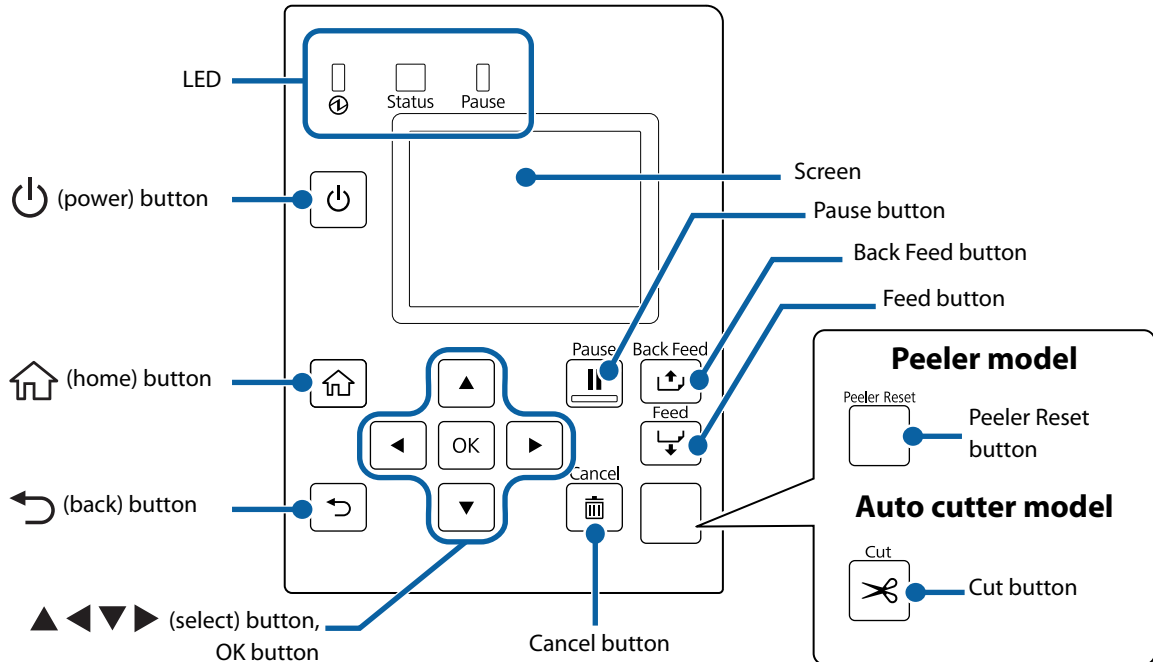 LED
Status
Pause
(power) button
Screen
Pause button
Back Feed button
Feed button
(home) button
Pause
Back Feed
Feed
OK
Cancel
(back) button
▲◀▼▶ (select) button,
OK button
Cancel button
Peeler model
Peeler Reset
Peeler Reset
button
Auto cutter model
Cut
Cut button